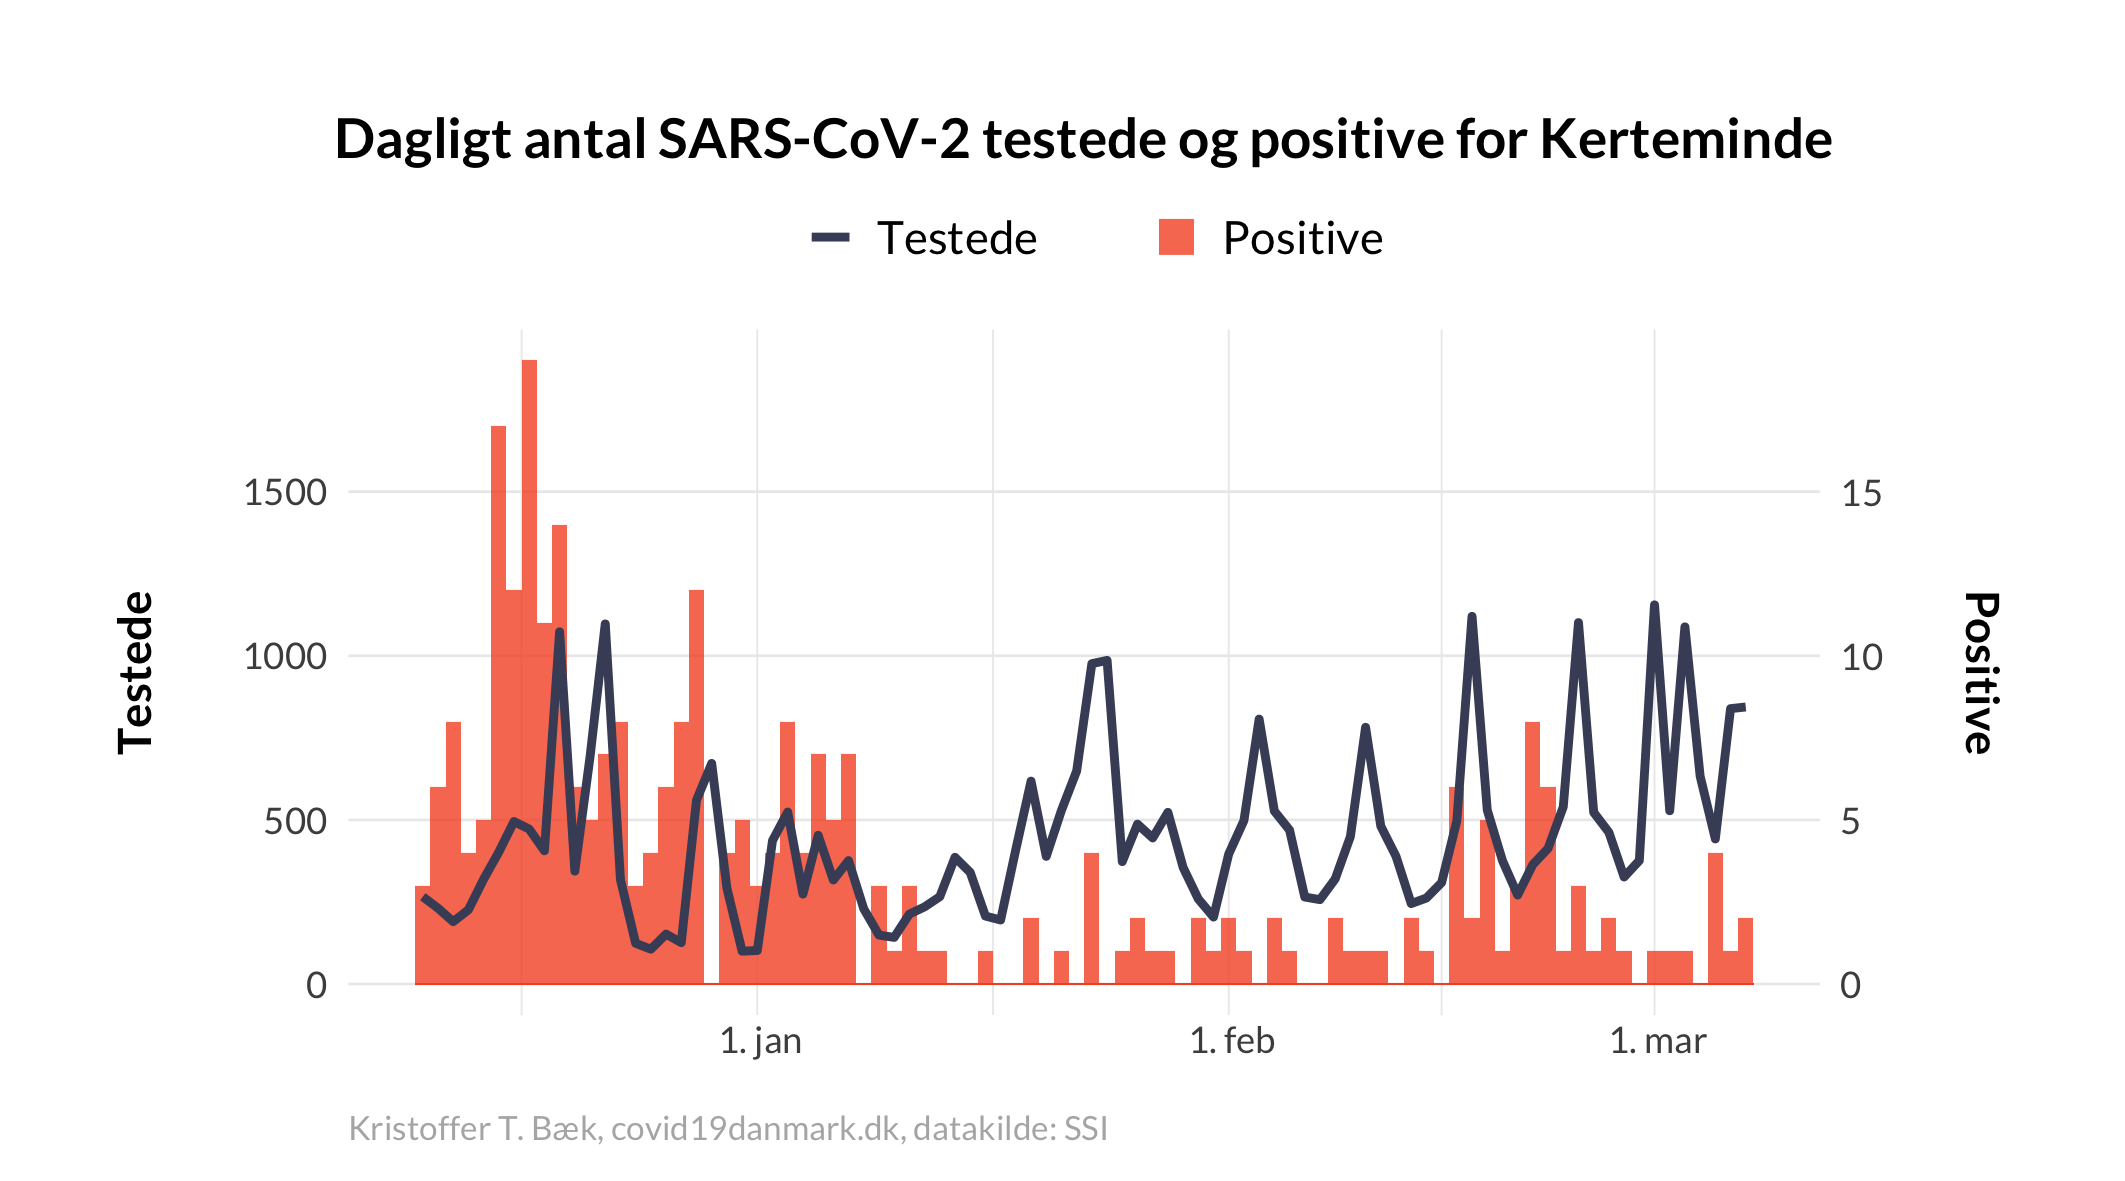 Dagligt antal SARS-CoV-2 testede og positive for Kerteminde
Testede
Positive
1500
1000
500
0
Testede
15
10
5
0
Positive
1. jan
1. feb
1. mar
Kristoffer T. Bæk, covid19danmark.dk, datakilde: SSI